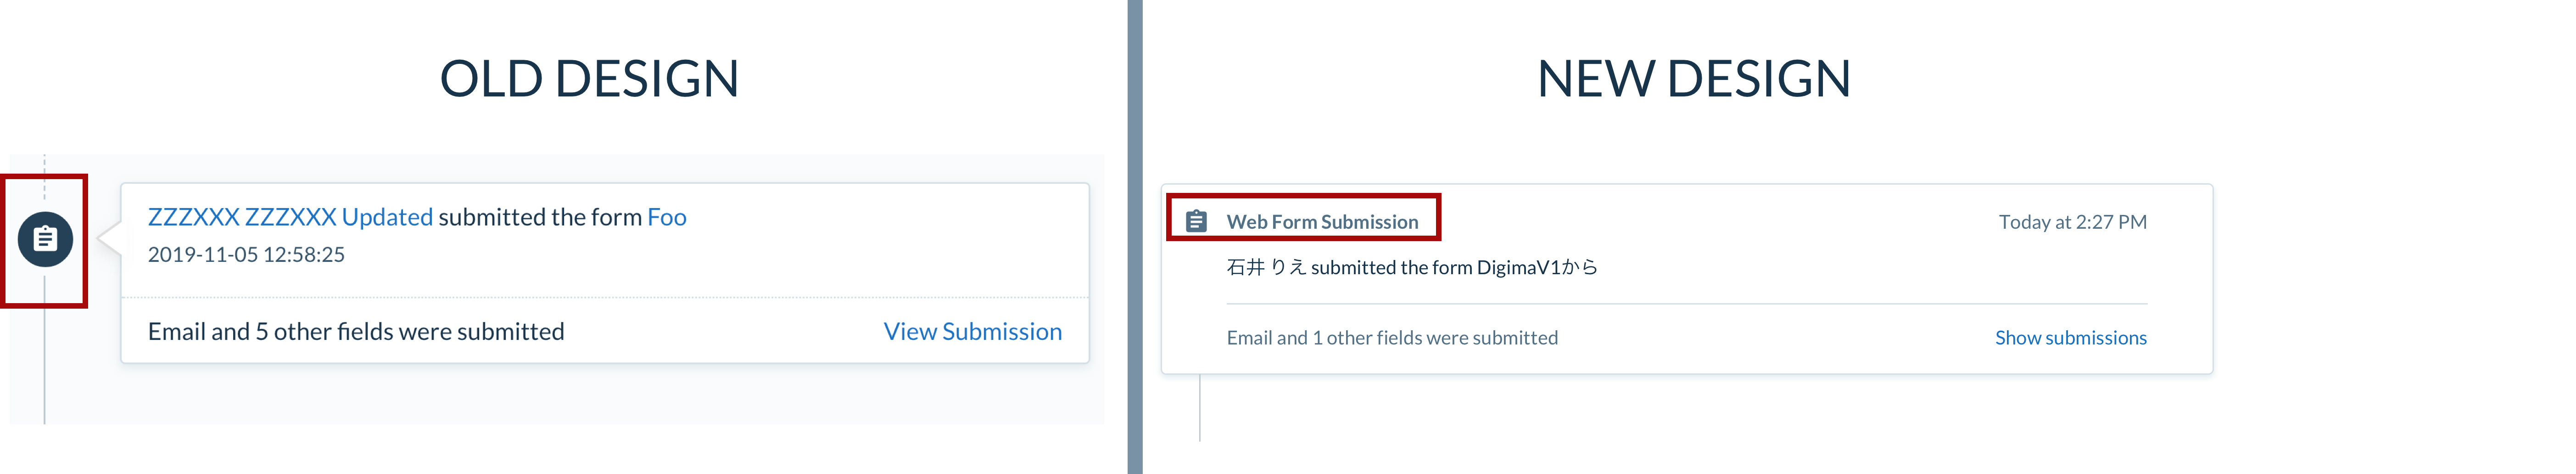 OLD DESIGN
ZZZXXX ZZZXXX Updated submitted the form Foo
2019-11-05 12:58:25
Email and 5 other fields were submitted
View Submission
NEW DESIGN
Web Form Submission
Today at 2:27 PM
石井 りえ submitted the form DigimaV1から
Email and 1 other fields were submitted
Show submissions